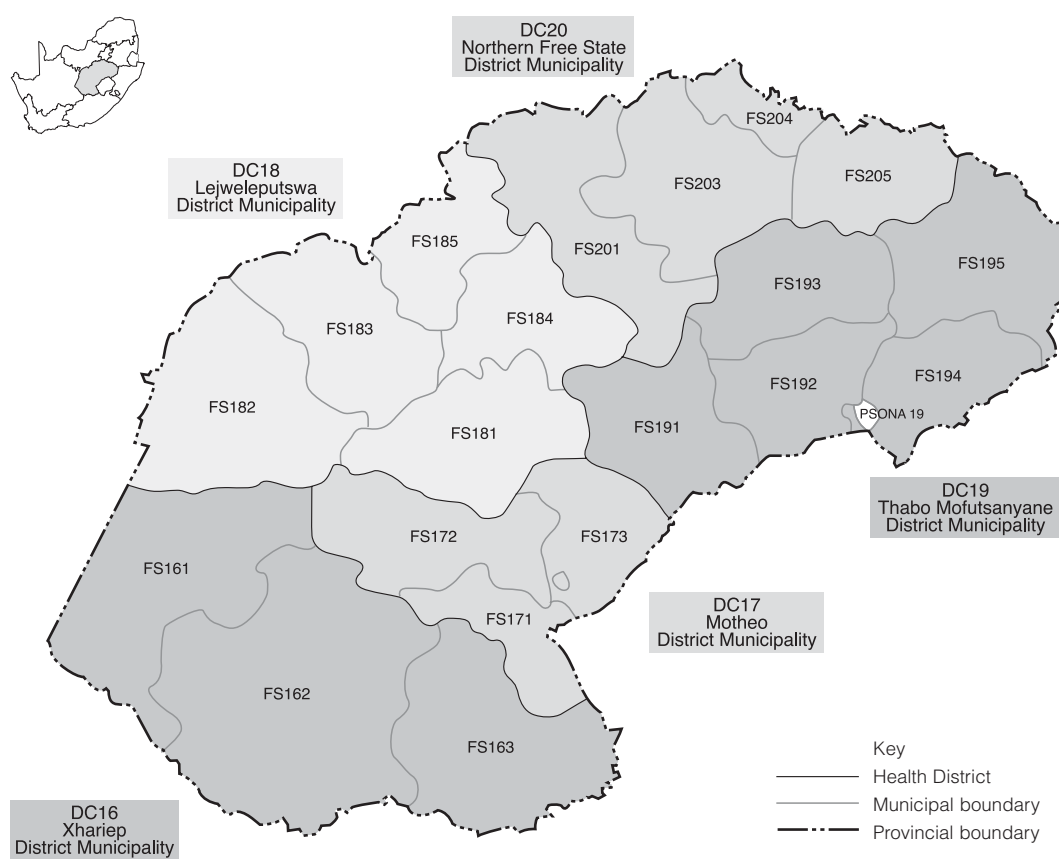 DC20
Northern Free State
District Municipality
FS204
DC18
Lejweleputswa
District Municipality
FS203
FS205
FS185
FS201
FS195
FS193
FS183
FS184
FS194
FS192
FS182
PSONA 19
FS181
FS191
DC19
Thabo Mofutsanyane
District Municipality
FS172
FS173
FS161
DC17
Motheo
District Municipality
FS171
FS162
FS163
Key
Health District
Municipal boundary
Provincial boundary
DC16
Xhariep
District Municipality